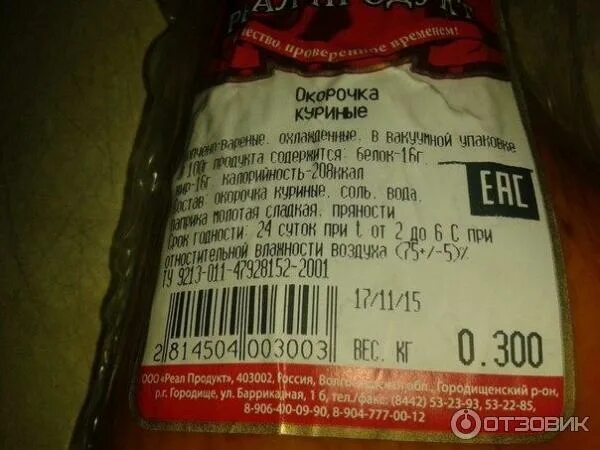 РЕАЛ ПРОДУКТ
качество, проверенное временем!
Окорочка
куриные
копчено-вареные, охлажденные, в вакуумной упаковке
в 100г продукта содержится: белок-16г,
жир-16г, калорийность-208ккал
Состав: окорочка куриные, соль, вода,
паприка молотая сладкая, пряности
Срок годности: 24 суток при t от 2 до 6 С при
отностительной влажности воздуха (75+/-5)%
ТУ 9213-011-47928152-2001
ЕАС
17/11/15
2 814504 003003
ВЕС. КГ 0.300
ООО «Реал Продукт», 403002, Россия, Волгоградская обл., Городищенский р-он,
р.г. Городище, ул. Баррикадная, 1 б, тел./факс: (8442) 53-23-93, 53-22-85,
8-906-400-09-90, 8-904-777-00-12
ОТЗОВИК